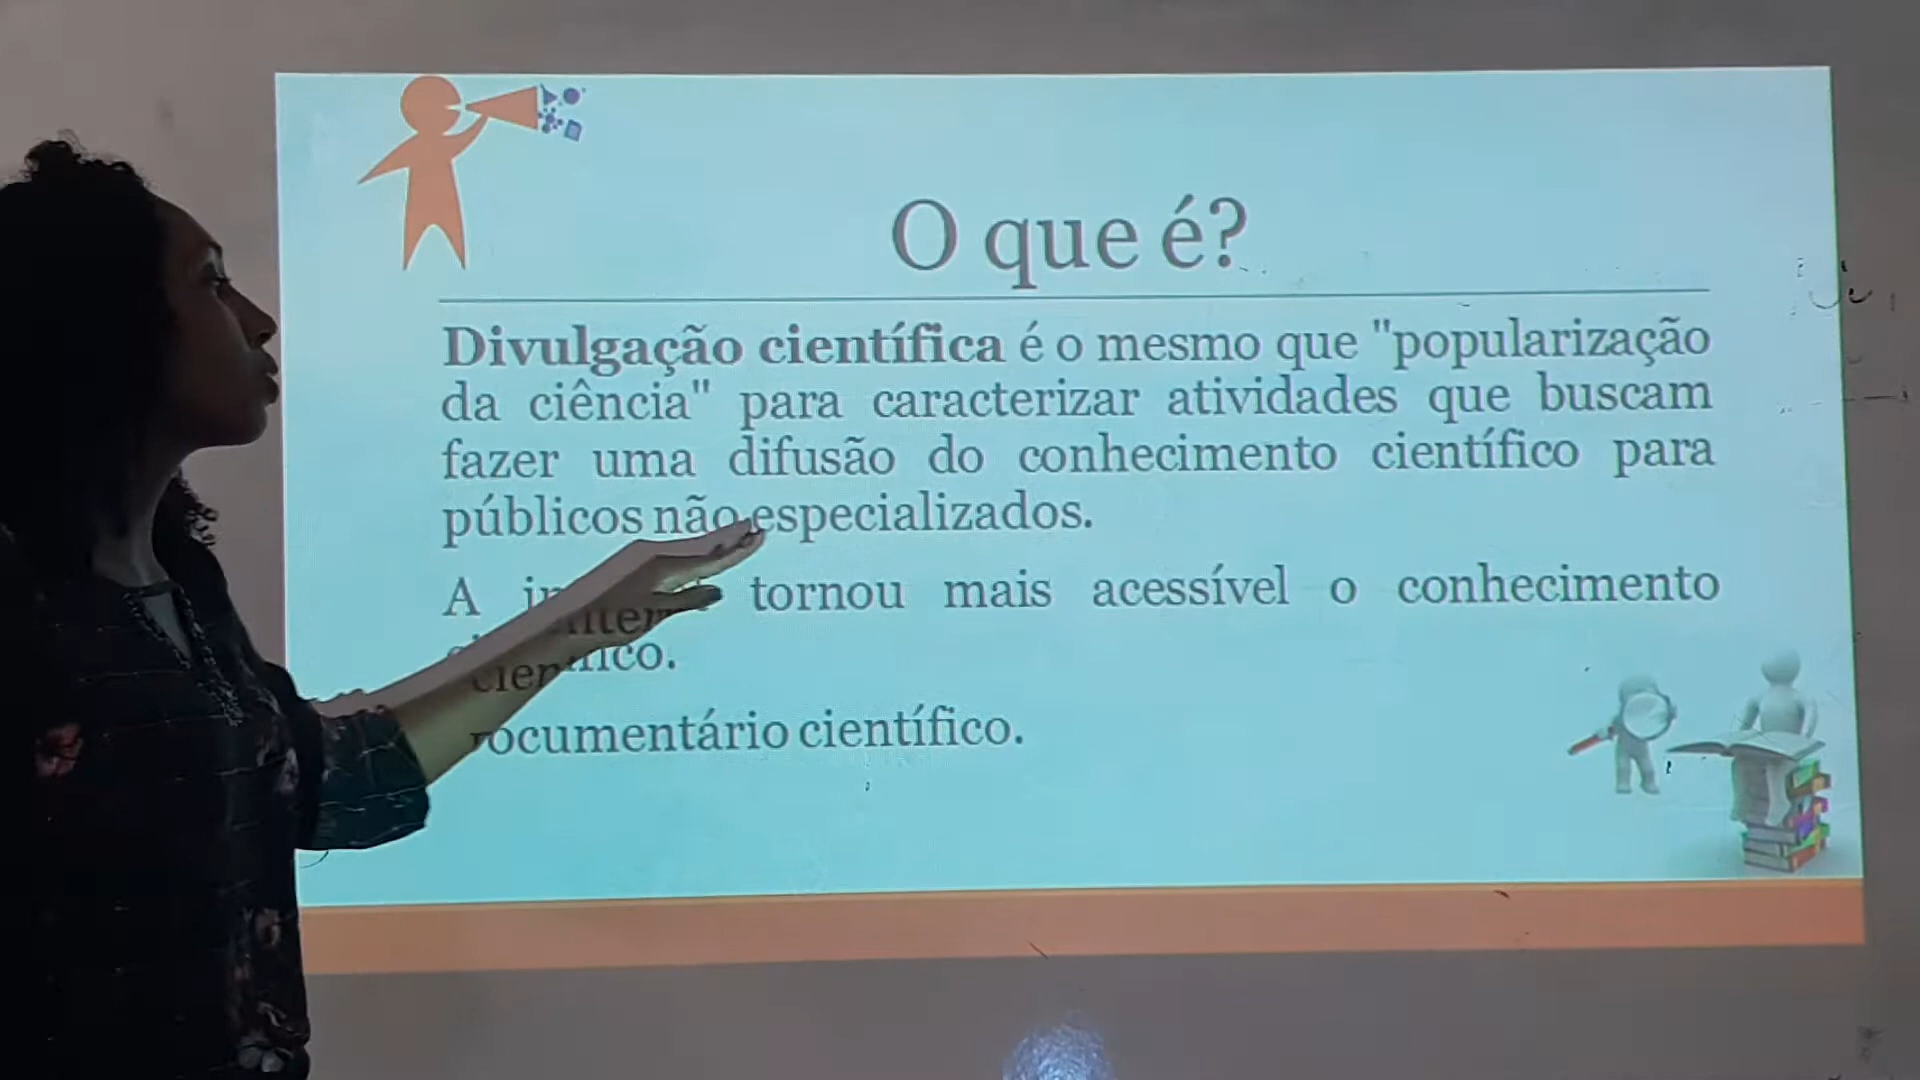 O que é?
Divulgação científica é o mesmo que "popularização
da ciência" para caracterizar atividades que buscam
fazer uma difusão do conhecimento científico para
públicos não especializados.
A tornou mais acessível o conhecimento
científico.
científico.